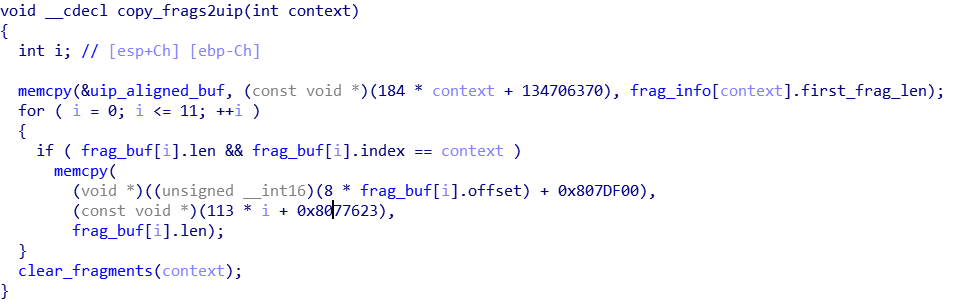 void __cdecl copy_frags2uip(int context)
{
  int i; // [esp+Ch] [ebp-Ch]

  memcpy(&uip_aligned_buf, (const void *)(184 * context + 134706370), frag_info[context].first_frag_len);
  for ( i = 0; i <= 11; ++i )
  {
    if ( frag_buf[i].len && frag_buf[i].index == context )
      memcpy(
        (void *)((unsigned __int16)(8 * frag_buf[i].offset) + 0x807DF00),
        (const void *)(113 * i + 0x8077623),
        frag_buf[i].len);
  }
  clear_fragments(context);
}